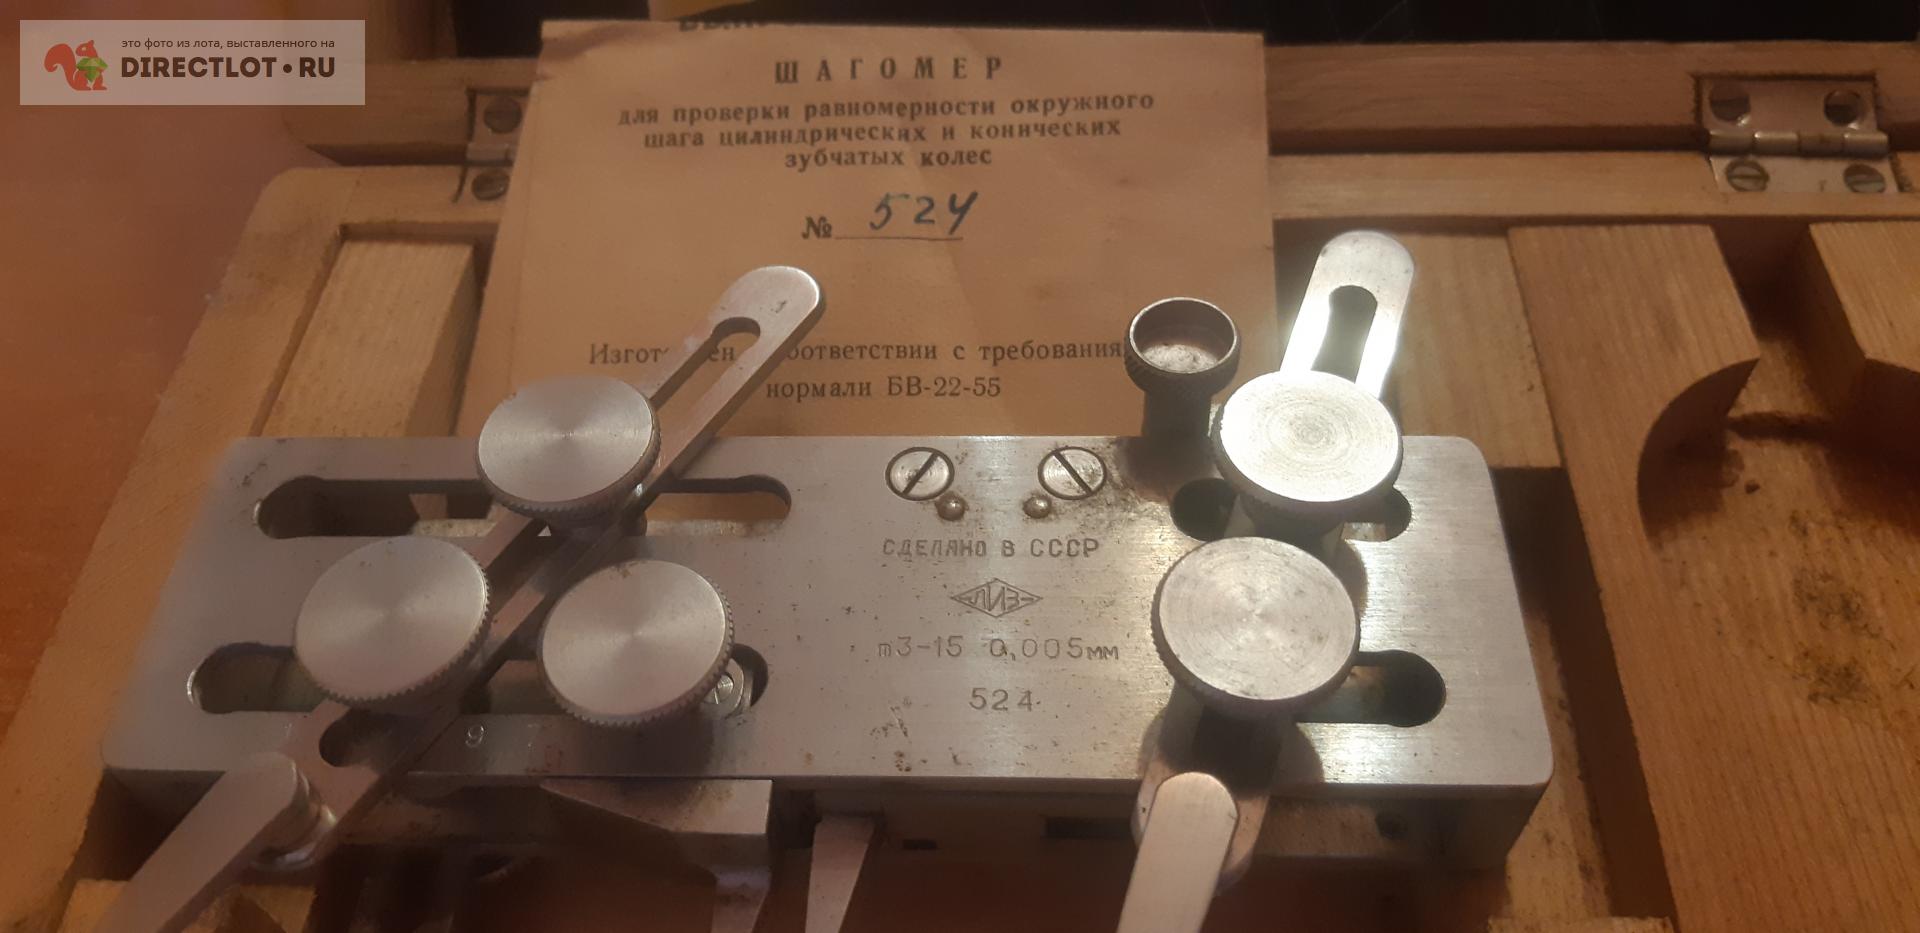 это фото из лота, выставленного на
DIRECTLOT•RU
ШАГОМЕР
для проверки равномерности окружного
шага цилиндрических и конических
зубчатых колес
№ 524
с требования
нормали БВ-22-55
СДЕЛАНО В СССР
ЛИЗ
m3-15 0,005мм
524
9